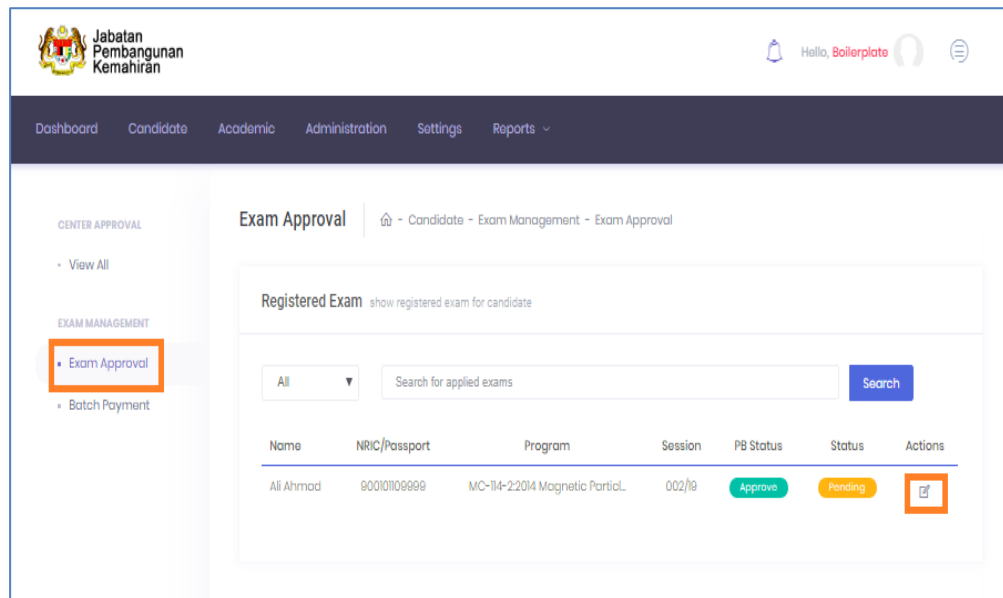 Jabatan
Pembangunan
Kemahiran
Hello, Boilerplate
Dashboard Candidate Academic Administration Settings Reports
CENTER APPROVAL
View All
EXAM MANAGEMENT
Exam Approval
Batch Payment
Exam Approval - Candidate - Exam Management - Exam Approval
Registered Exam show registered exam for candidate
All Search for applied exams Search
Name NRIC/Passport Program Session PB Status Status Actions
Ali Ahmad 900101109999 MC-114-2:2014 Magnetic Particl... 002/19 Approve Pending